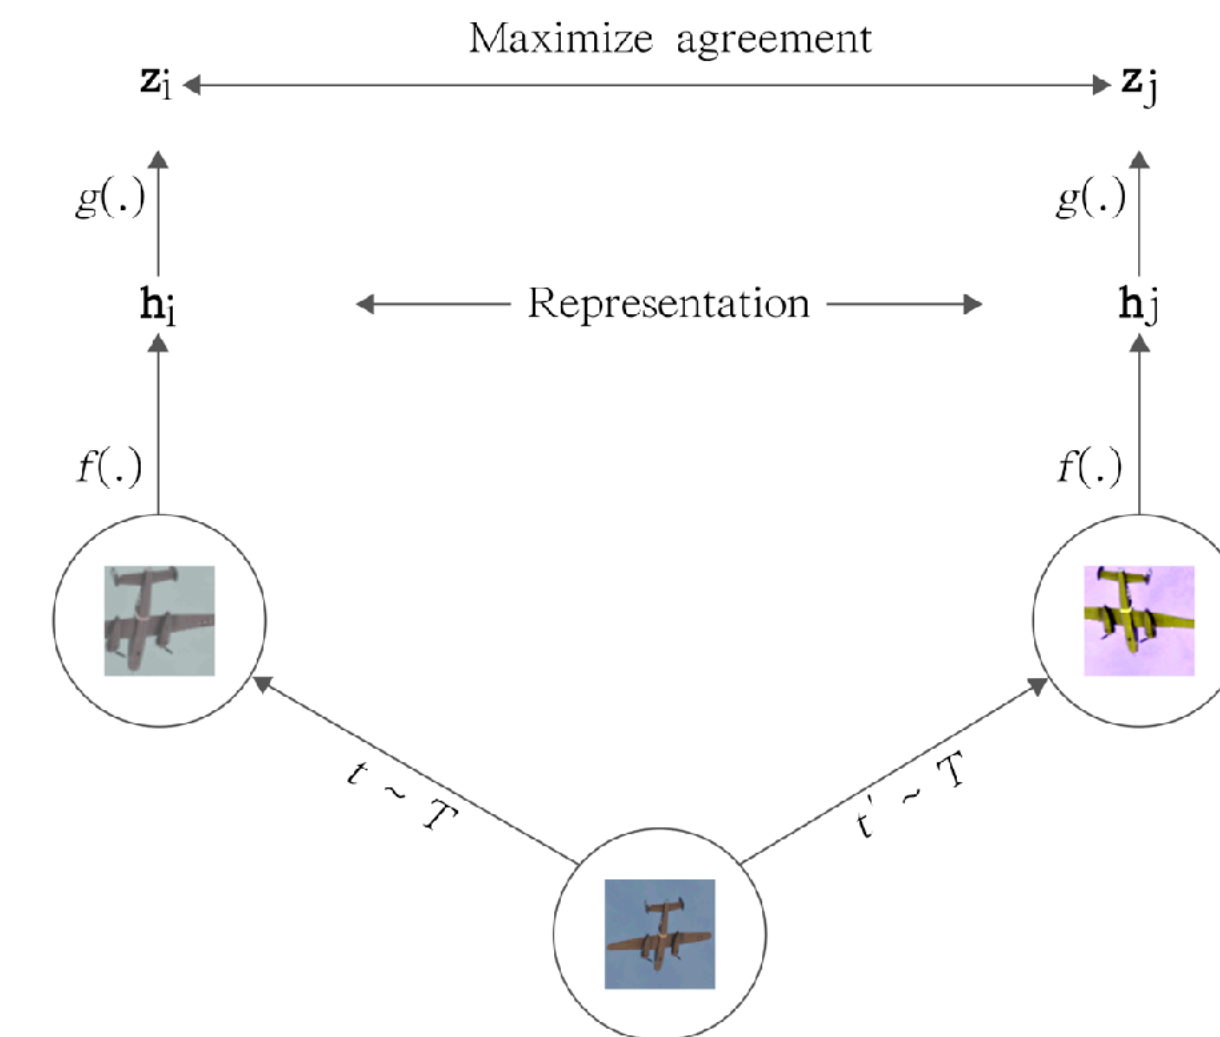 Maximize agreement
zi
zj
g(.)
g(.)
hi
Representation
hj
f(.)
f(.)
t ~ T
t' ~ T